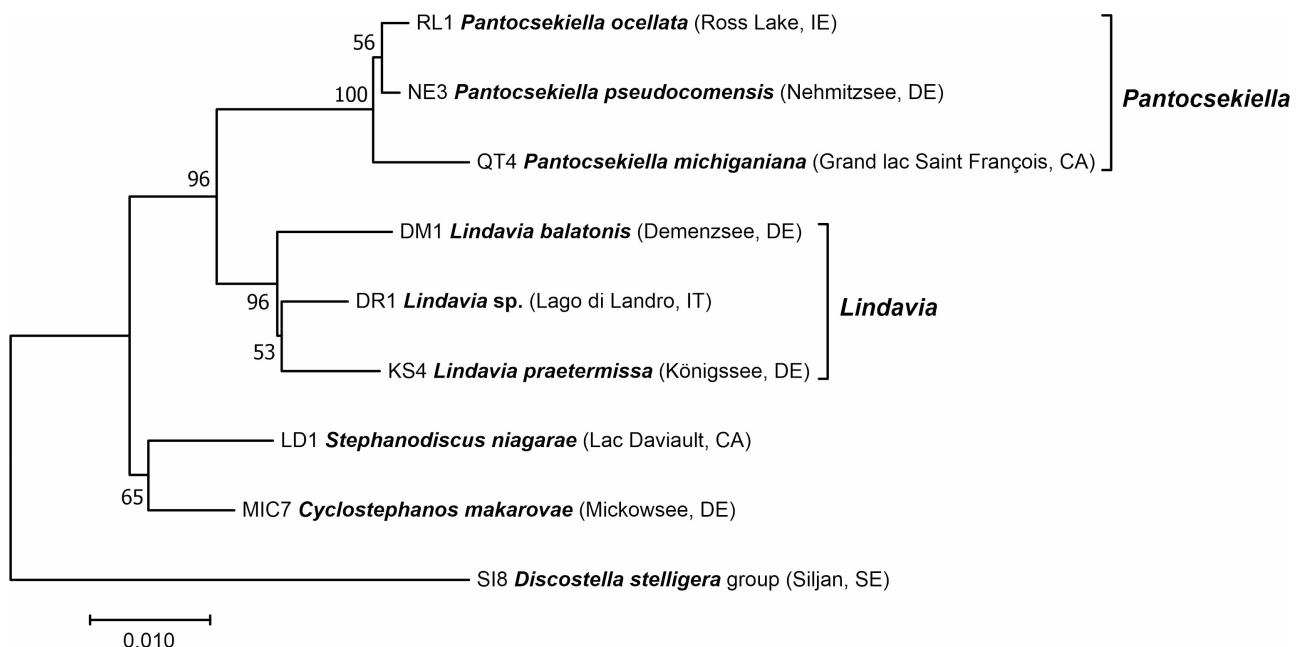 RL1 Pantocsekiella ocellata (Ross Lake, IE)
56
NE3 Pantocsekiella pseudocomensis (Nehmitzsee, DE)
100
Pantocsekiella
QT4 Pantocsekiella michiganiana (Grand lac Saint François, CA)
96
DM1 Lindavia balatonis (Demenzsee, DE)
96
DR1 Lindavia sp. (Lago di Landro, IT)
Lindavia
53
KS4 Lindavia praetermissa (Königssee, DE)
LD1 Stephanodiscus niagarae (Lac Daviault, CA)
65
MIC7 Cyclostephanos makarovae (Mickowsee, DE)
SI8 Discostella stelligera group (Siljan, SE)
0.010